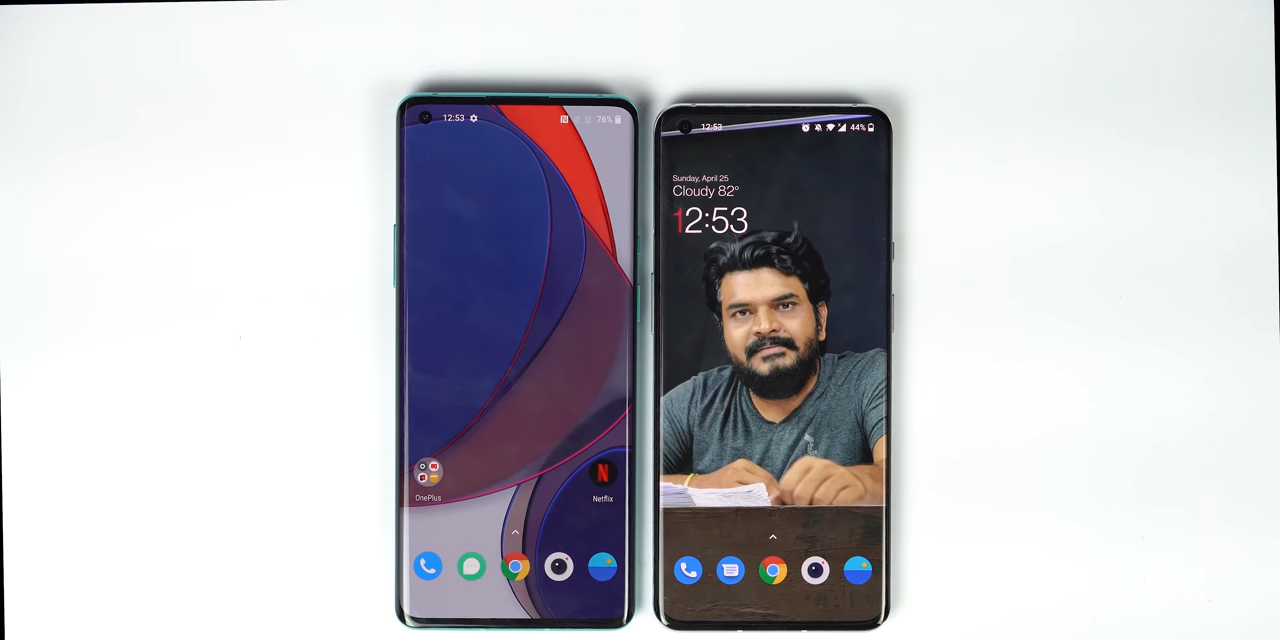 12:53
76%
OnePlus
Netflix
12:53
44%
Sunday, April 25
Cloudy 82°
12:53